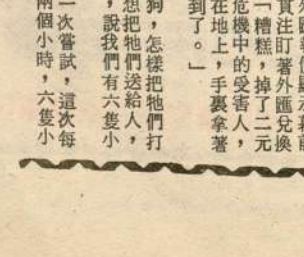 貫注盯著外匯兌換
「糟糕，掉了二元
危機中的受害人，
在地上，手裏拿著
到了。」
狗，怎樣把牠們打
想把牠們送給人，
，說我們有六隻小
一次嘗試，這次每
兩個小時，六隻小